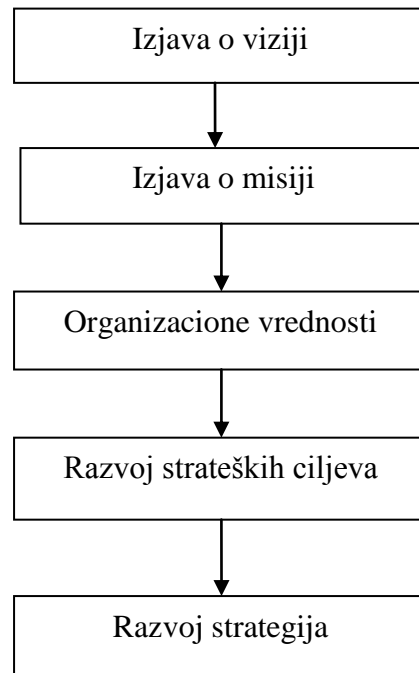 Izjava o viziji
Izjava o misiji
Organizacione vrednosti
Razvoj strateških ciljeva
Razvoj strategija